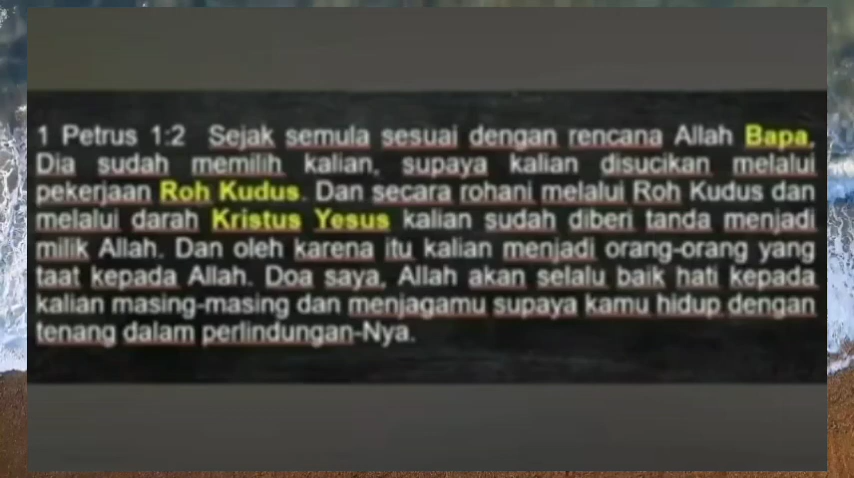 1 Petrus 1:2 Sejak semula sesuai dengan rencana Allah Bapa,
Dia sudah memilih kalian, supaya kalian disucikan melalui
pekerjaan Roh Kudus. Dan secara rohani melalui Roh Kudus dan
melalui darah Kristus Yesus kalian sudah diberi tanda menjadi
milik Allah. Dan oleh karena itu kalian menjadi orang-orang yang
taat kepada Allah. Doa saya, Allah akan selalu baik hati kepada
kalian masing-masing dan menjagamu supaya kamu hidup dengan
tenang dalam perlindungan-Nya.